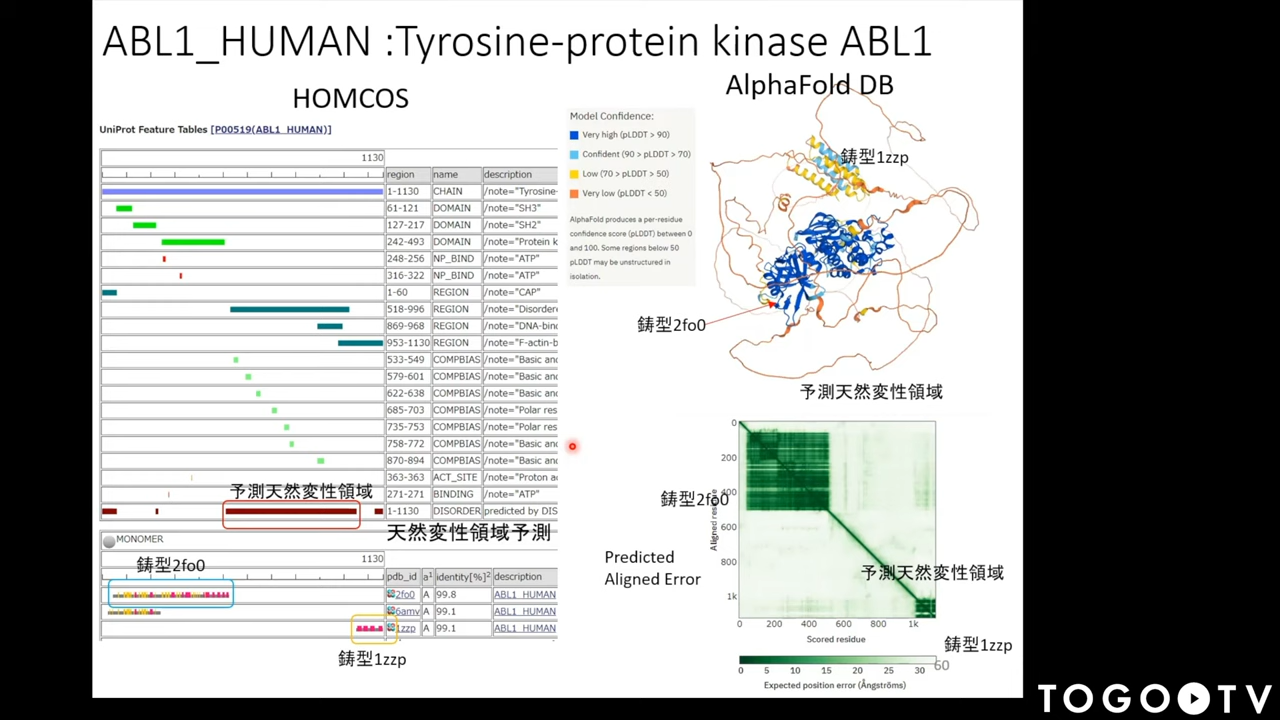 ABL1_HUMAN :Tyrosine-protein kinase ABL1
HOMCOS
UniProt Feature Tables [P00519(ABL1_HUMAN)]
1130
region name description
1-1130 CHAIN /note="Tyrosine-
61-121 DOMAIN /note="SH3"
127-217 DOMAIN /note="SH2"
242-493 DOMAIN /note="Protein k
248-256 NP_BIND /note="ATP"
316-322 NP_BIND /note="ATP"
1-60 REGION /note="CAP"
518-996 REGION /note="Disordere
869-968 REGION /note="DNA-bind
953-1130 REGION /note="F-actin-b
533-549 COMPBIAS /note="Basic and
579-601 COMPBIAS /note="Basic and
622-638 COMPBIAS /note="Basic and
685-703 COMPBIAS /note="Polar res
735-753 COMPBIAS /note="Polar res
758-772 COMPBIAS /note="Basic and
870-894 COMPBIAS /note="Basic and
363-363 ACT_SITE /note="Proton a
271-271 BINDING /note="ATP"
予測天然変性領域
1-1130 DISORDER predicted by DIS
天然変性領域予測
MONOMER
鋳型2fo0
1130
pdb_id a1 identity[%]2 description
2fo0 A 99.8 ABL1_HUMAN
6amv A 99.1 ABL1_HUMAN
1zzp A 99.1 ABL1_HUMAN
鋳型1zzp
AlphaFold DB
Model Confidence:
Very high (pLDDT > 90)
Confident (90 > pLDDT > 70)
Low (70 > pLDDT > 50)
Very low (pLDDT < 50)
AlphaFold produces a per-residue
confidence score (pLDDT) between 0
and 100. Some regions below 50
pLDDT may be unstructured in
isolation.
鋳型1zzp
鋳型2fo0
予測天然変性領域
Predicted
Aligned Error
鋳型2fo0
Aligned residue
0
200
400
600
800
1k
予測天然変性領域
0 200 400 600 800 1k
Scored residue
鋳型1zzp
0 5 10 15 20 25 30
Expected position error (Ångströms)
60
TOGO TV